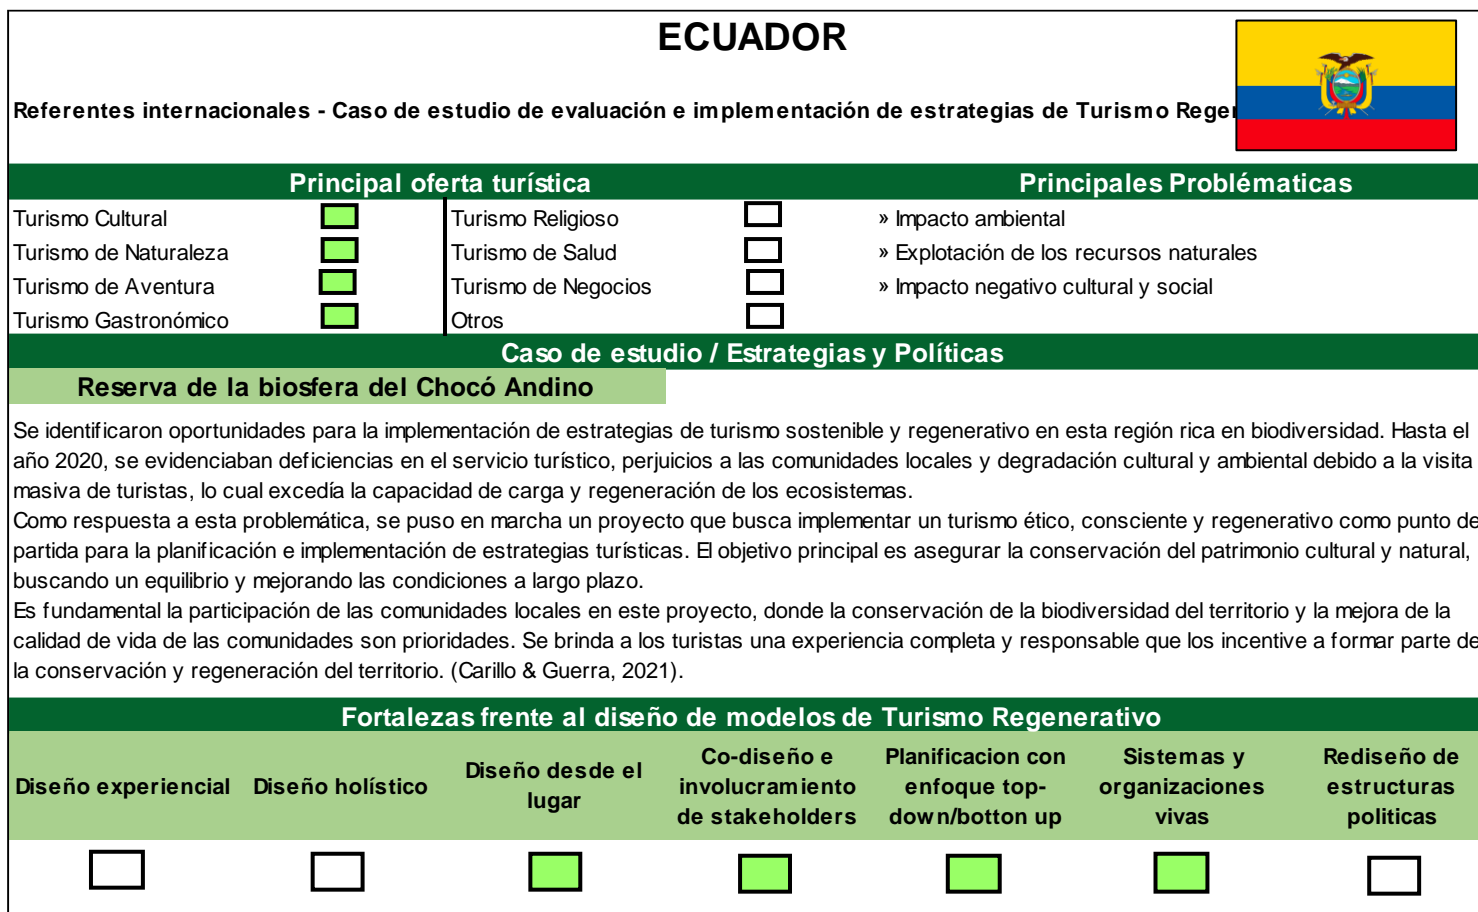 ECUADOR
Referentes internacionales - Caso de estudio de evaluación e implementación de estrategias de Turismo
Principal oferta turística
Principales Problématicas
Turismo Cultural
Turismo Religioso
» Impacto ambiental
Turismo de Naturaleza
Turismo de Salud
» Explotación de los recursos naturales
Turismo de Aventura
Turismo de Negocios
» Impacto negativo cultural y social
Turismo Gastronómico
Otros
Caso de estudio / Estrategias y Políticas
Reserva de la biosfera del Chocó Andino
Se identificaron oportunidades para la implementación de estrategias de turismo sostenible y regenerativo en esta región rica en biodiversidad. Hasta el
año 2020, se evidenciaban deficiencias en el servicio turístico, perjuicios a las comunidades locales y degradación cultural y ambiental debido a la visita
masiva de turistas, lo cual excedía la capacidad de carga y regeneración de los ecosistemas.
Como respuesta a esta problemática, se puso en marcha un proyecto que busca implementar un turismo ético, consciente y regenerativo como punto de
partida para la planificación e implementación de estrategias turísticas. El objetivo principal es asegurar la conservación del patrimonio cultural y natural,
buscando un equilibrio y mejorando las condiciones a largo plazo.
Es fundamental la participación de las comunidades locales en este proyecto, donde la conservación de la biodiversidad del territorio y la mejora de la
calidad de vida de las comunidades son prioridades. Se brinda a los turistas una experiencia completa y responsable que los incentive a formar parte de
la conservación y regeneración del territorio. (Carillo & Guerra, 2021).
Fortalezas frente al diseño de modelos de Turismo Regenerativo
Diseño experiencial
Diseño holístico
Diseño desde el
lugar
Co-diseño e
involucramiento
de stakeholders
Planificacion con
enfoque top-
down/botton up
Sistemas y
organizaciones
vivas
Rediseño de
estructuras
politicas